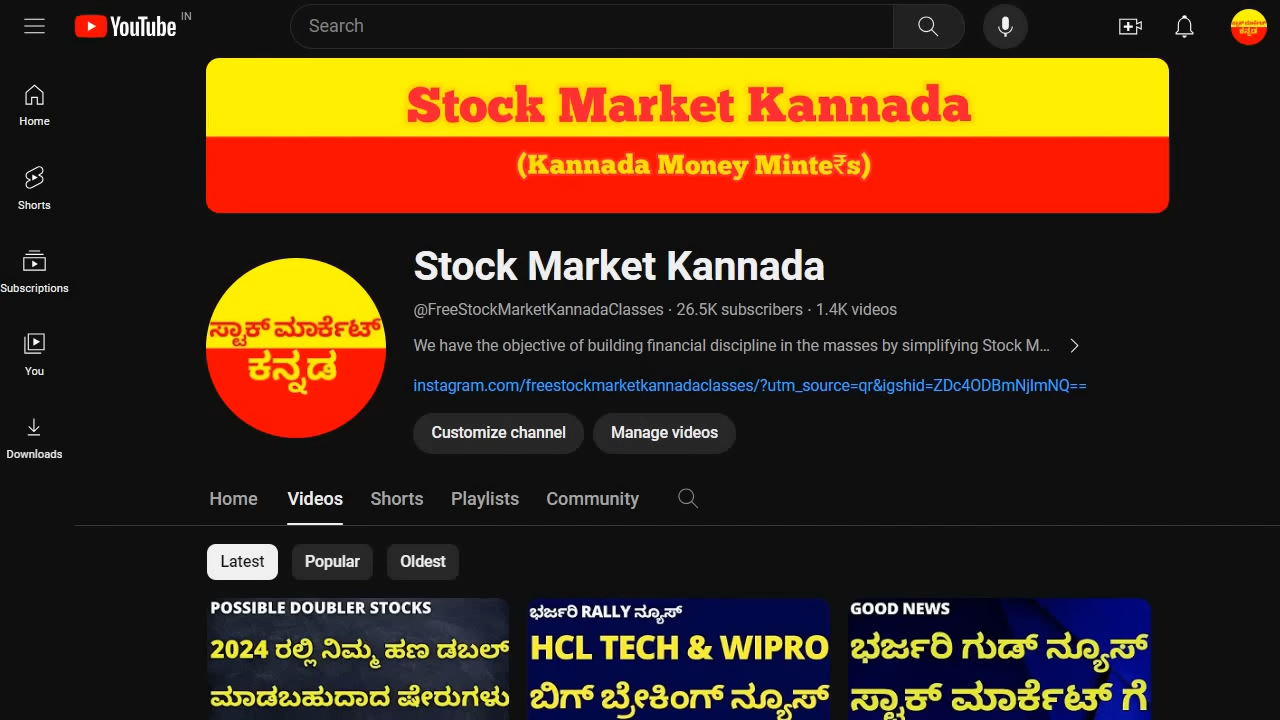 YouTube IN
Search
Stock Market Kannada
(Kannada Money Minte₹s)
Home
Shorts
Subscriptions
You
Downloads
ಸ್ಟಾಕ್ ಮಾರ್ಕೆಟ್
ಕನ್ನಡ
Stock Market Kannada
@FreeStockMarketKannadaClasses · 26.5K subscribers · 1.4K videos
We have the objective of building financial discipline in the masses by simplifying Stock M...
instagram.com/freestockmarketkannadaclasses/?utm_source=qr&igshid=ZDc4ODBmNjlmNQ==
Customize channel Manage videos
Home Videos Shorts Playlists Community
Latest Popular Oldest
POSSIBLE DOUBLER STOCKS
2024 ರಲ್ಲಿ ನಿಮ್ಮ ಹಣ ಡಬಲ್
ಮಾಡಬಹುದಾದ ಷೇರುಗಳು
ಭರ್ಜರಿ RALLY ನ್ಯೂಸ್
HCL TECH & WIPRO
ಬಿಗ್ ಬ್ರೇಕಿಂಗ್ ನ್ಯೂಸ್
GOOD NEWS
ಭರ್ಜರಿ ಗುಡ್ ನ್ಯೂಸ್
ಸ್ಟಾಕ್ ಮಾರ್ಕೆಟ್ ಗೆ